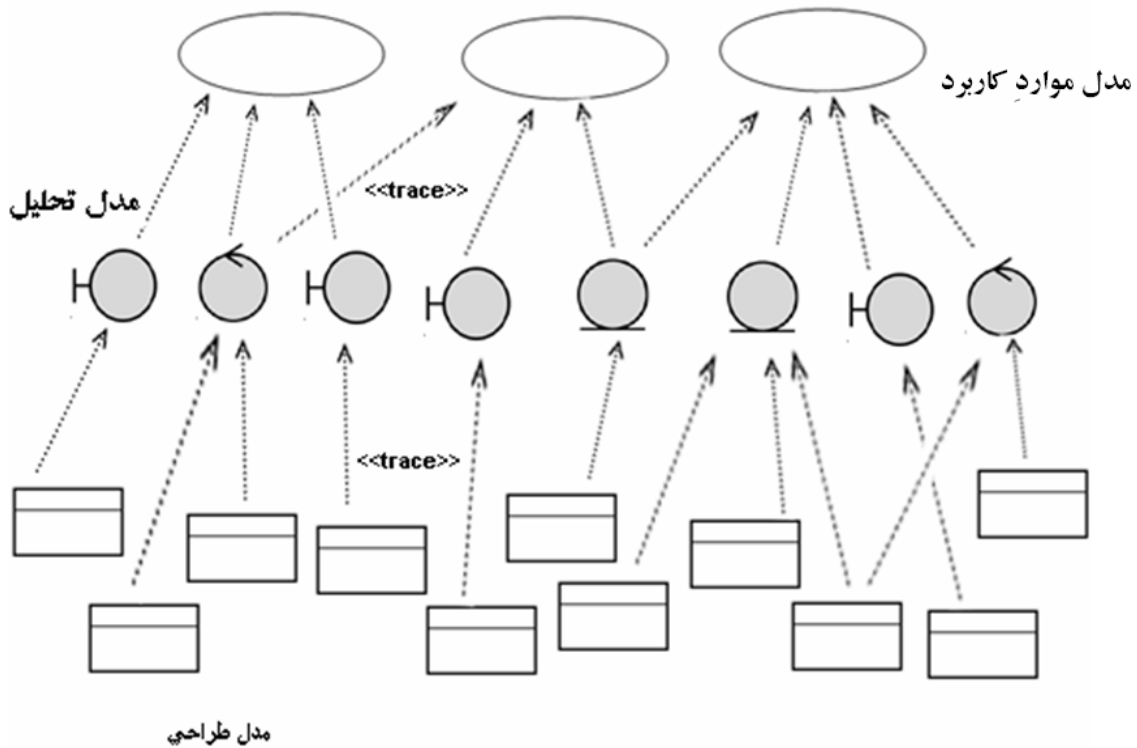 مدل مواردِ کاربرد
<<trace>>
مدل تحلیل
<<trace>>
مدل طراحي